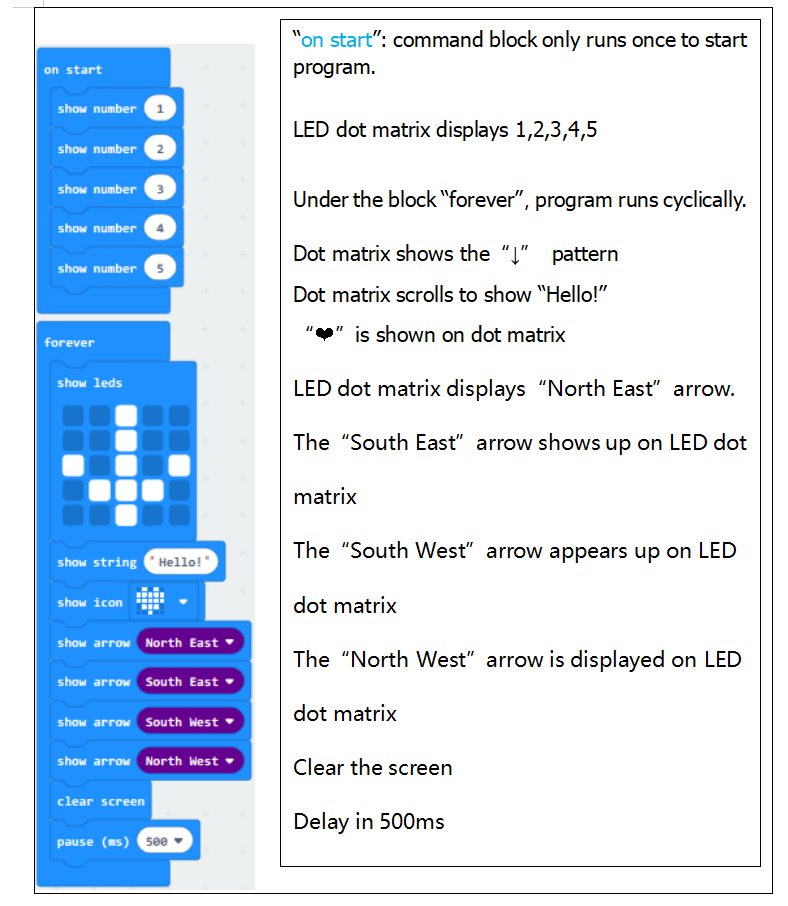 on start
show number 1
show number 2
show number 3
show number 4
show number 5
forever
show leds
show string "Hello!"
show icon
show arrow North East
show arrow South East
show arrow South West
show arrow North West
clear screen
pause (ms) 500
“on start”: command block only runs once to start
program.
LED dot matrix displays 1,2,3,4,5
Under the block “forever”, program runs cyclically.
Dot matrix shows the “↓” pattern
Dot matrix scrolls to show “Hello!”
“❤” is shown on dot matrix
LED dot matrix displays “North East” arrow.
The “South East” arrow shows up on LED dot
matrix
The “South West” arrow appears up on LED
dot matrix
The “North West” arrow is displayed on LED
dot matrix
Clear the screen
Delay in 500ms